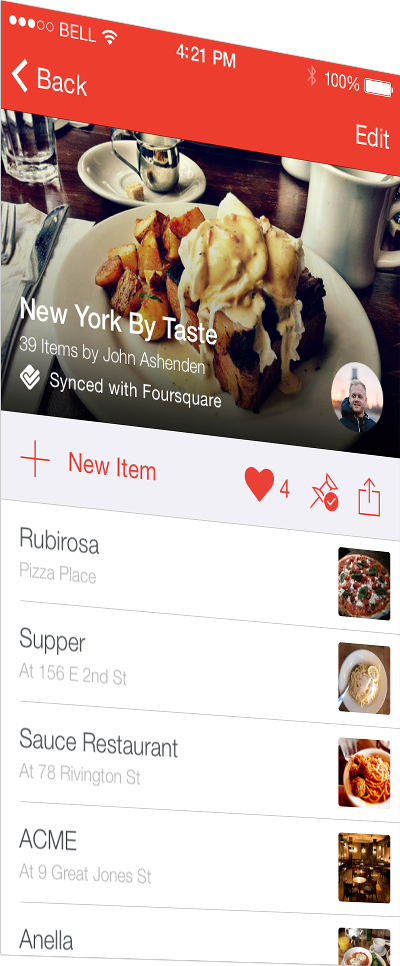 BELL 4:21 PM 100%
Back
Edit
New York By Taste
39 Items by John Ashenden
Synced with Foursquare
New Item 4
Rubirosa
Pizza Place
Supper
At 156 E 2nd St
Sauce Restaurant
At 78 Rivington St
ACME
At 9 Great Jones St
Anella